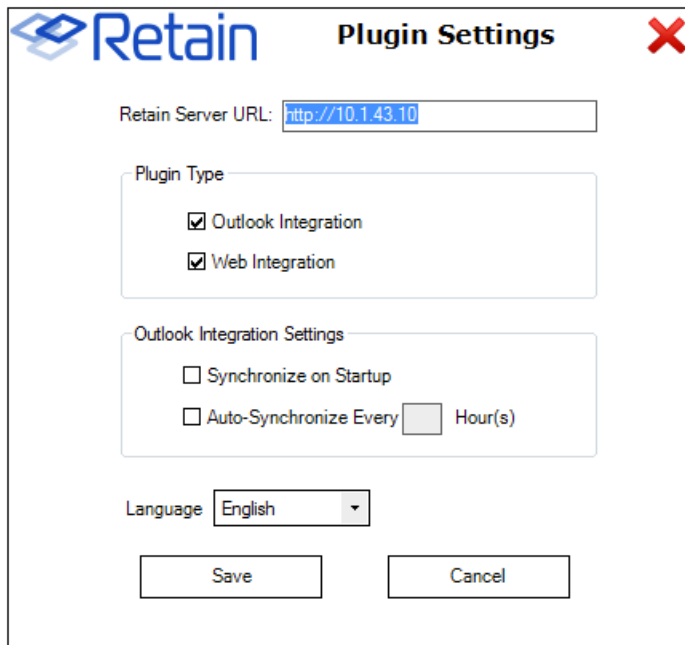 Retain Plugin Settings
Retain Server URL: http://10.1.43.10
Plugin Type
Outlook Integration
Web Integration
Outlook Integration Settings
Synchronize on Startup
Auto-Synchronize Every Hour(s)
Language English
Save Cancel